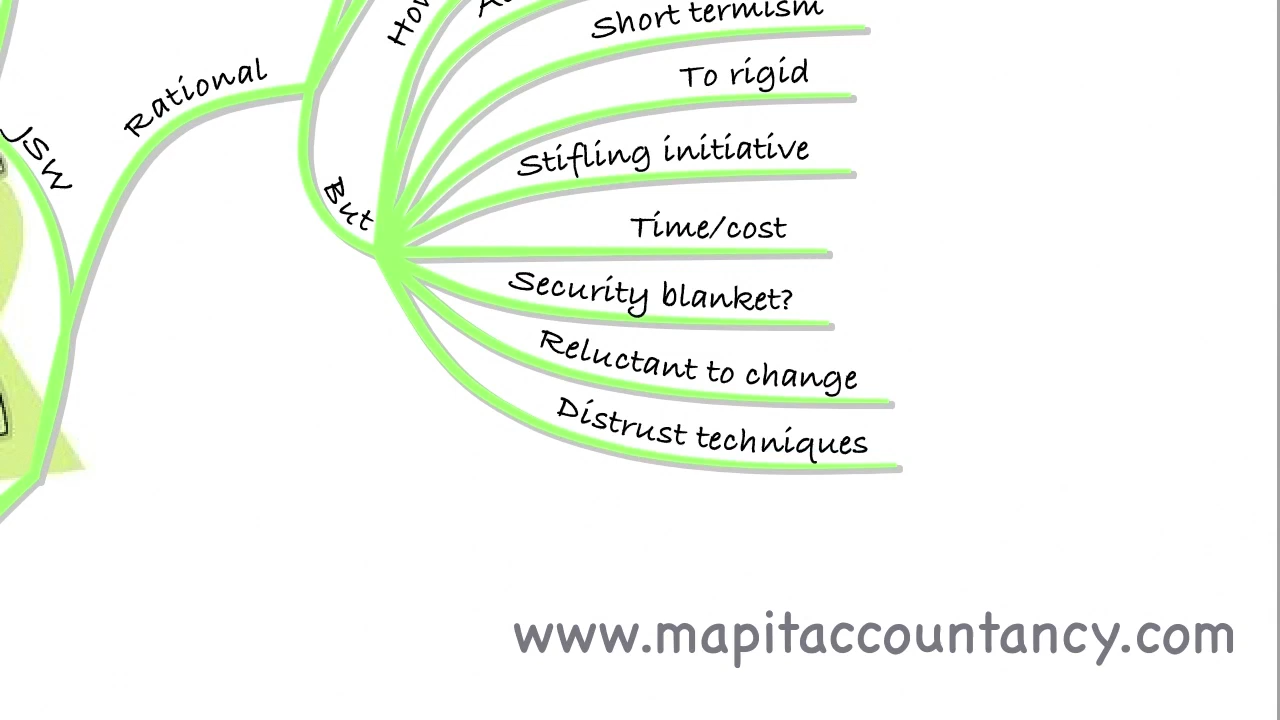 Short termism
To rigid
Rational
JSW
Stifling initiative
But
Time/cost
Security blanket?
Reluctant to change
Distrust techniques
www.mapitaccountancy.com